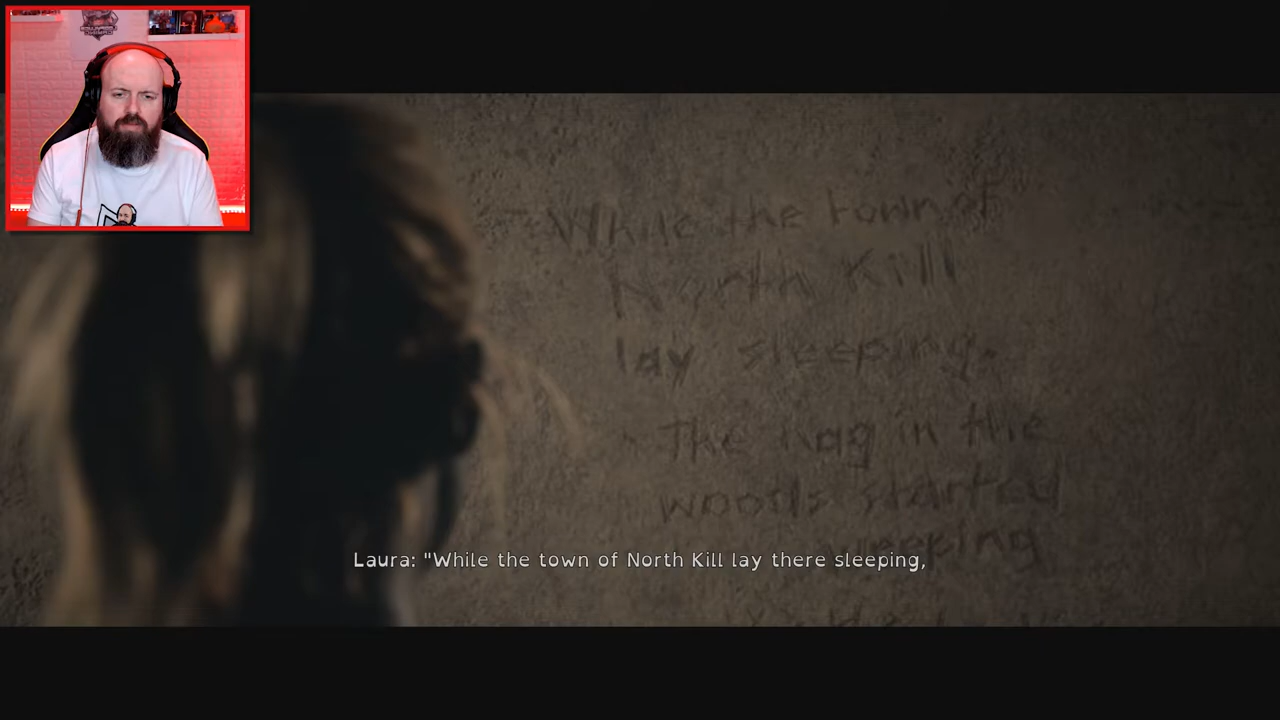 While the town of
North Kill
lay sleeping.
The hag in the
woods started
weeping
Laura: "While the town of North Kill lay there sleeping,